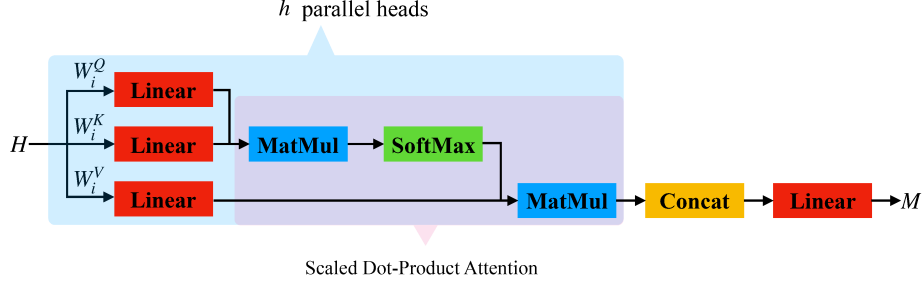 h parallel heads
W_i^Q
Linear
H
W_i^K
Linear
MatMul
SoftMax
W_i^V
Linear
MatMul
Concat
Linear
M
Scaled Dot-Product Attention